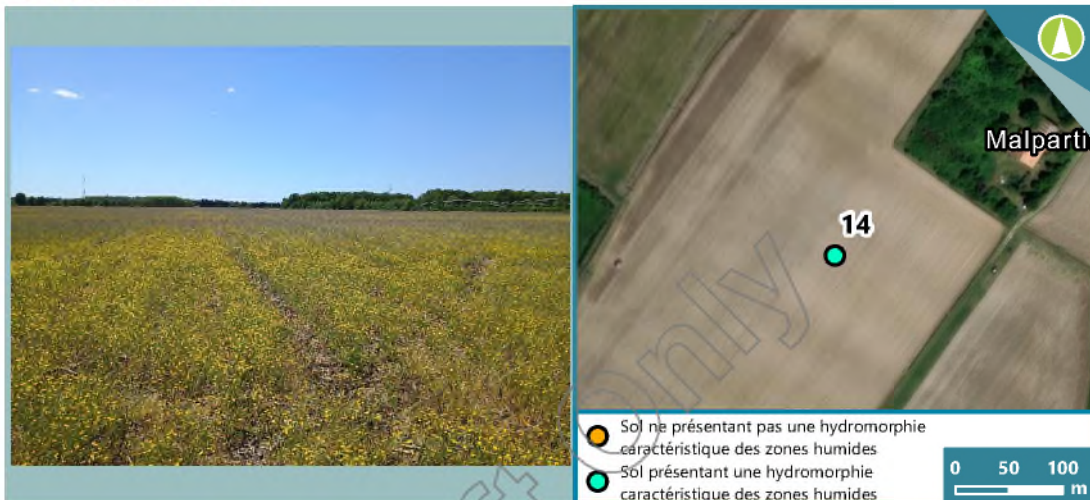 Malparti
14
Sol ne présentant pas une hydromorphie
caractéristique des zones humides
Sol présentant une hydromorphie
caractéristique des zones humides
0 50 100
m
Only